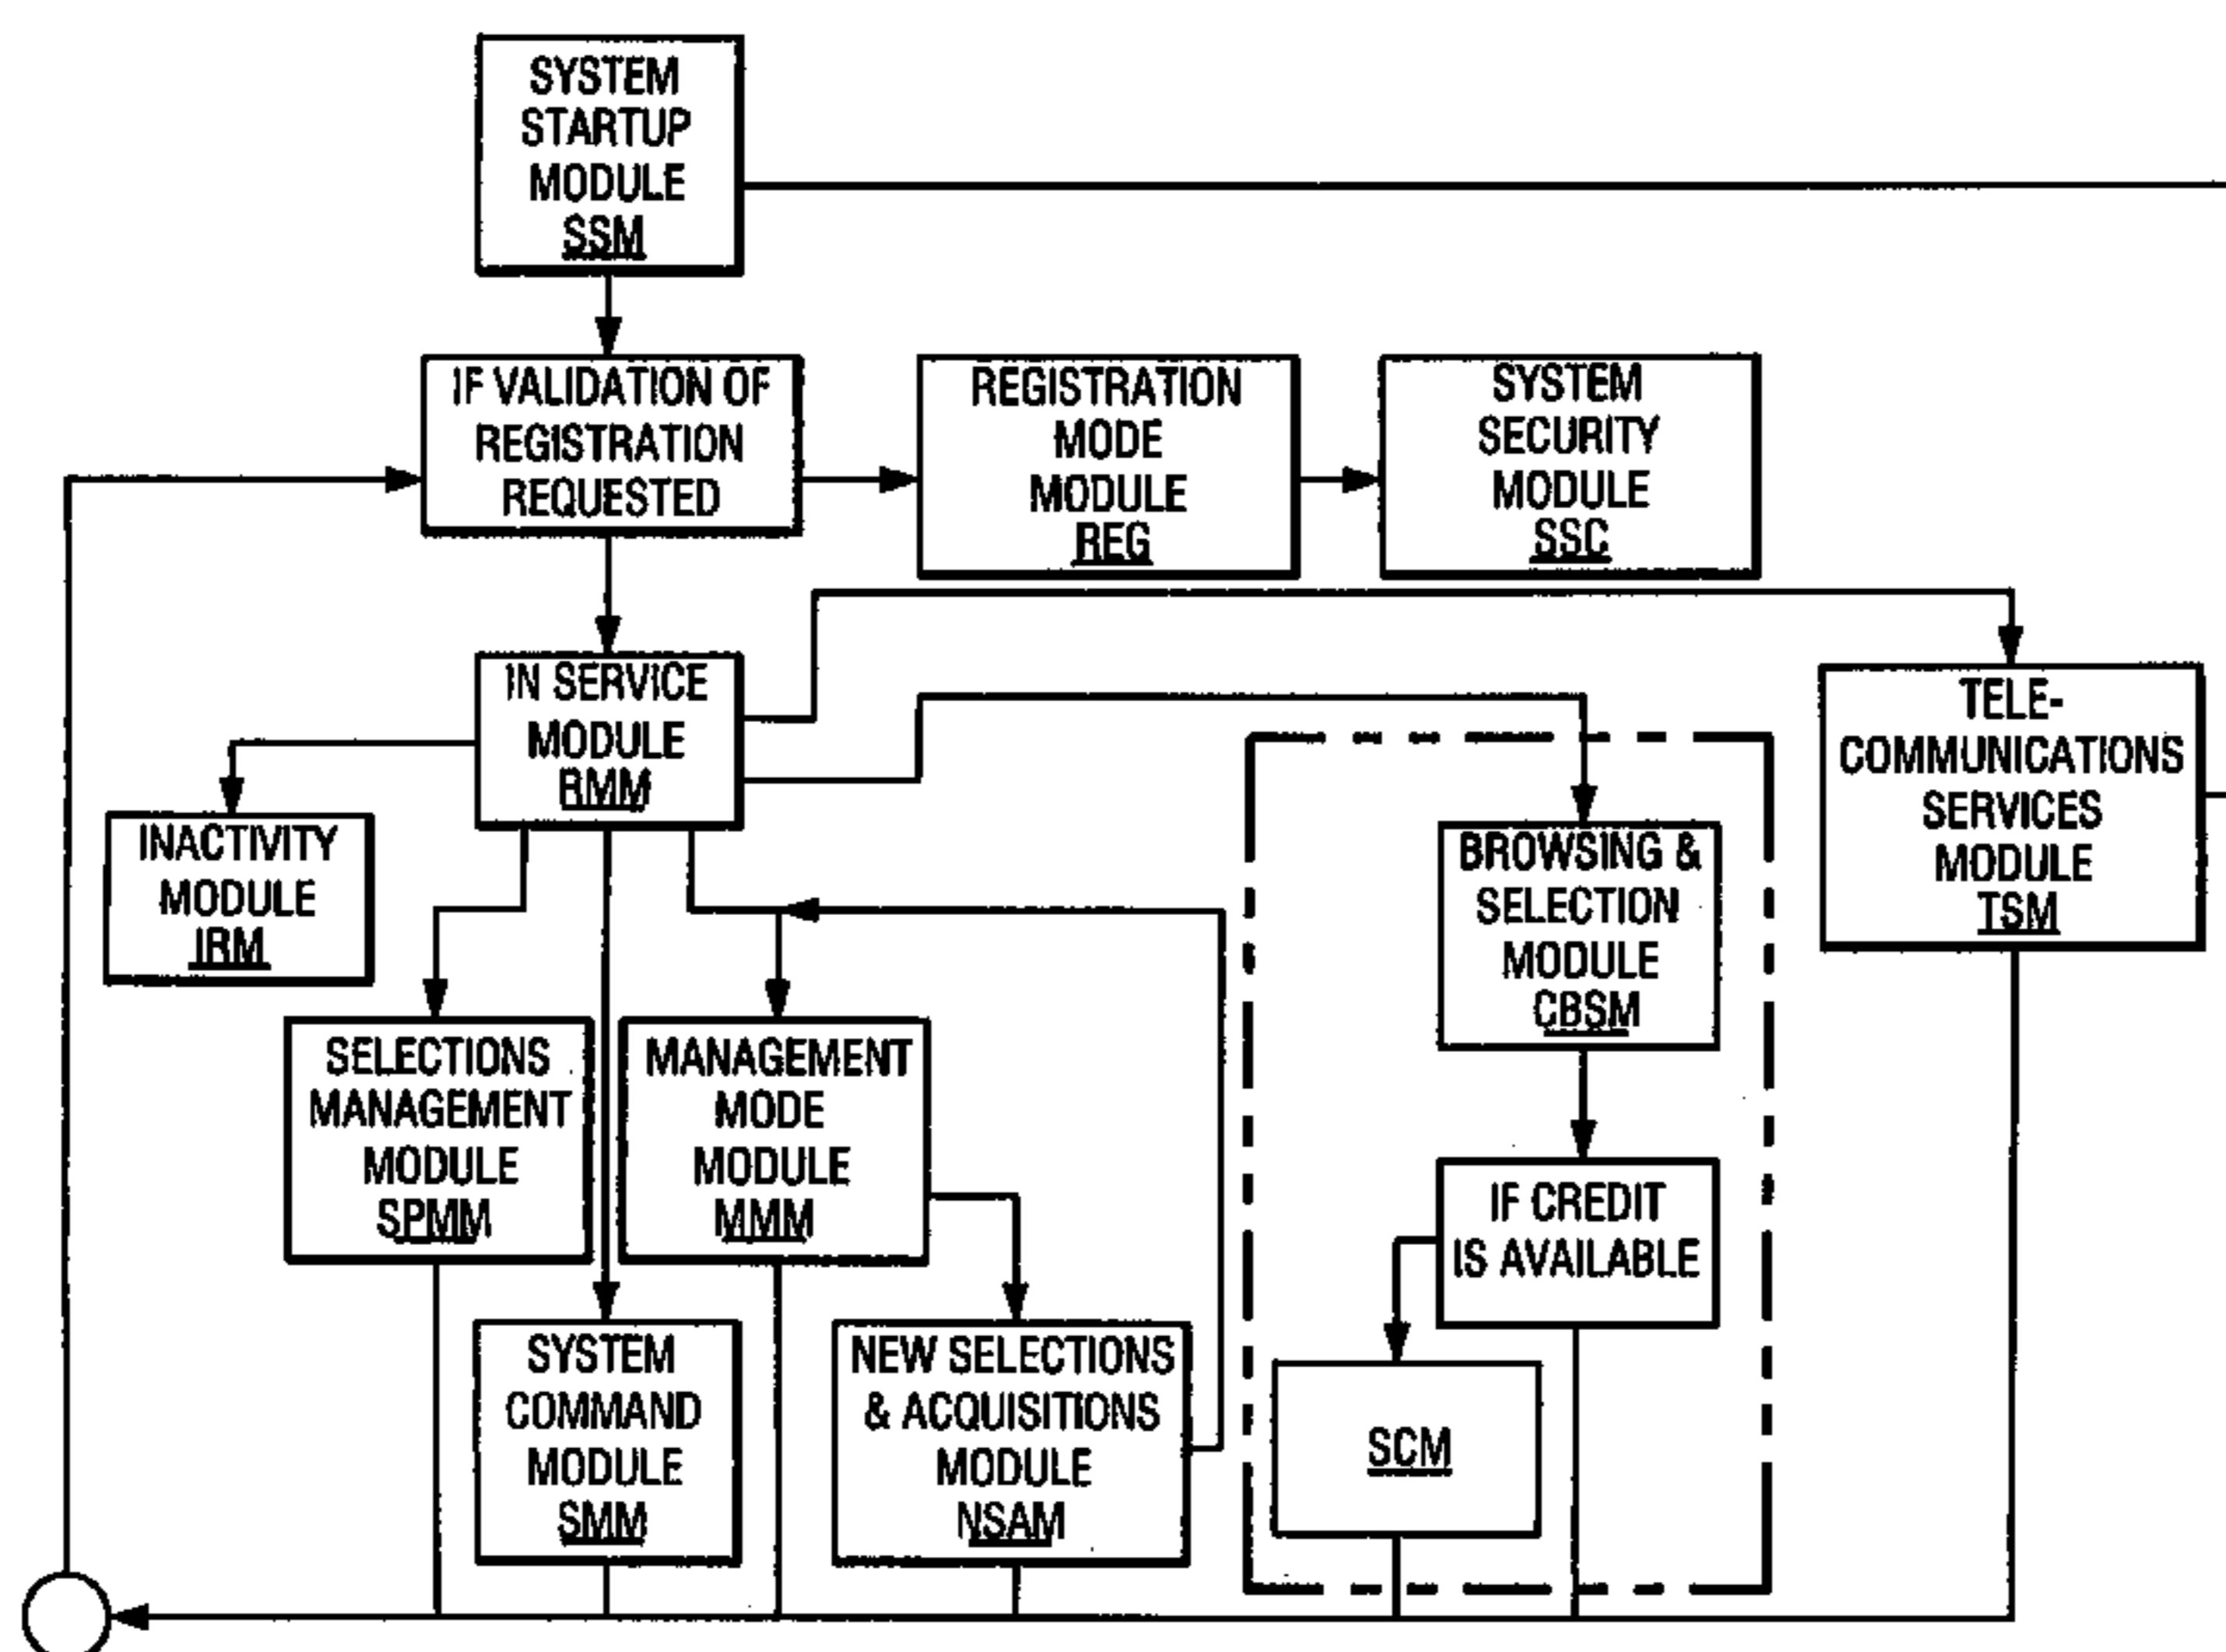 SYSTEM
STARTUP
MODULE
SSM
IF VALIDATION OF
REGISTRATION
REQUESTED
REGISTRATION
MODE
MODULE
REG
SYSTEM
SECURITY
MODULE
SSC
IN SERVICE
MODULE
RMM
TELE-
COMMUNICATIONS
SERVICES
MODULE
TSM
INACTIVITY
MODULE
IRM
BROWSING &
SELECTION
MODULE
CBSM
SELECTIONS
MANAGEMENT
MODULE
SPMM
MANAGEMENT
MODE
MODULE
MMM
IF CREDIT
IS AVAILABLE
SYSTEM
COMMAND
MODULE
SMM
NEW SELECTIONS
& ACQUISITIONS
MODULE
NSAM
SCM